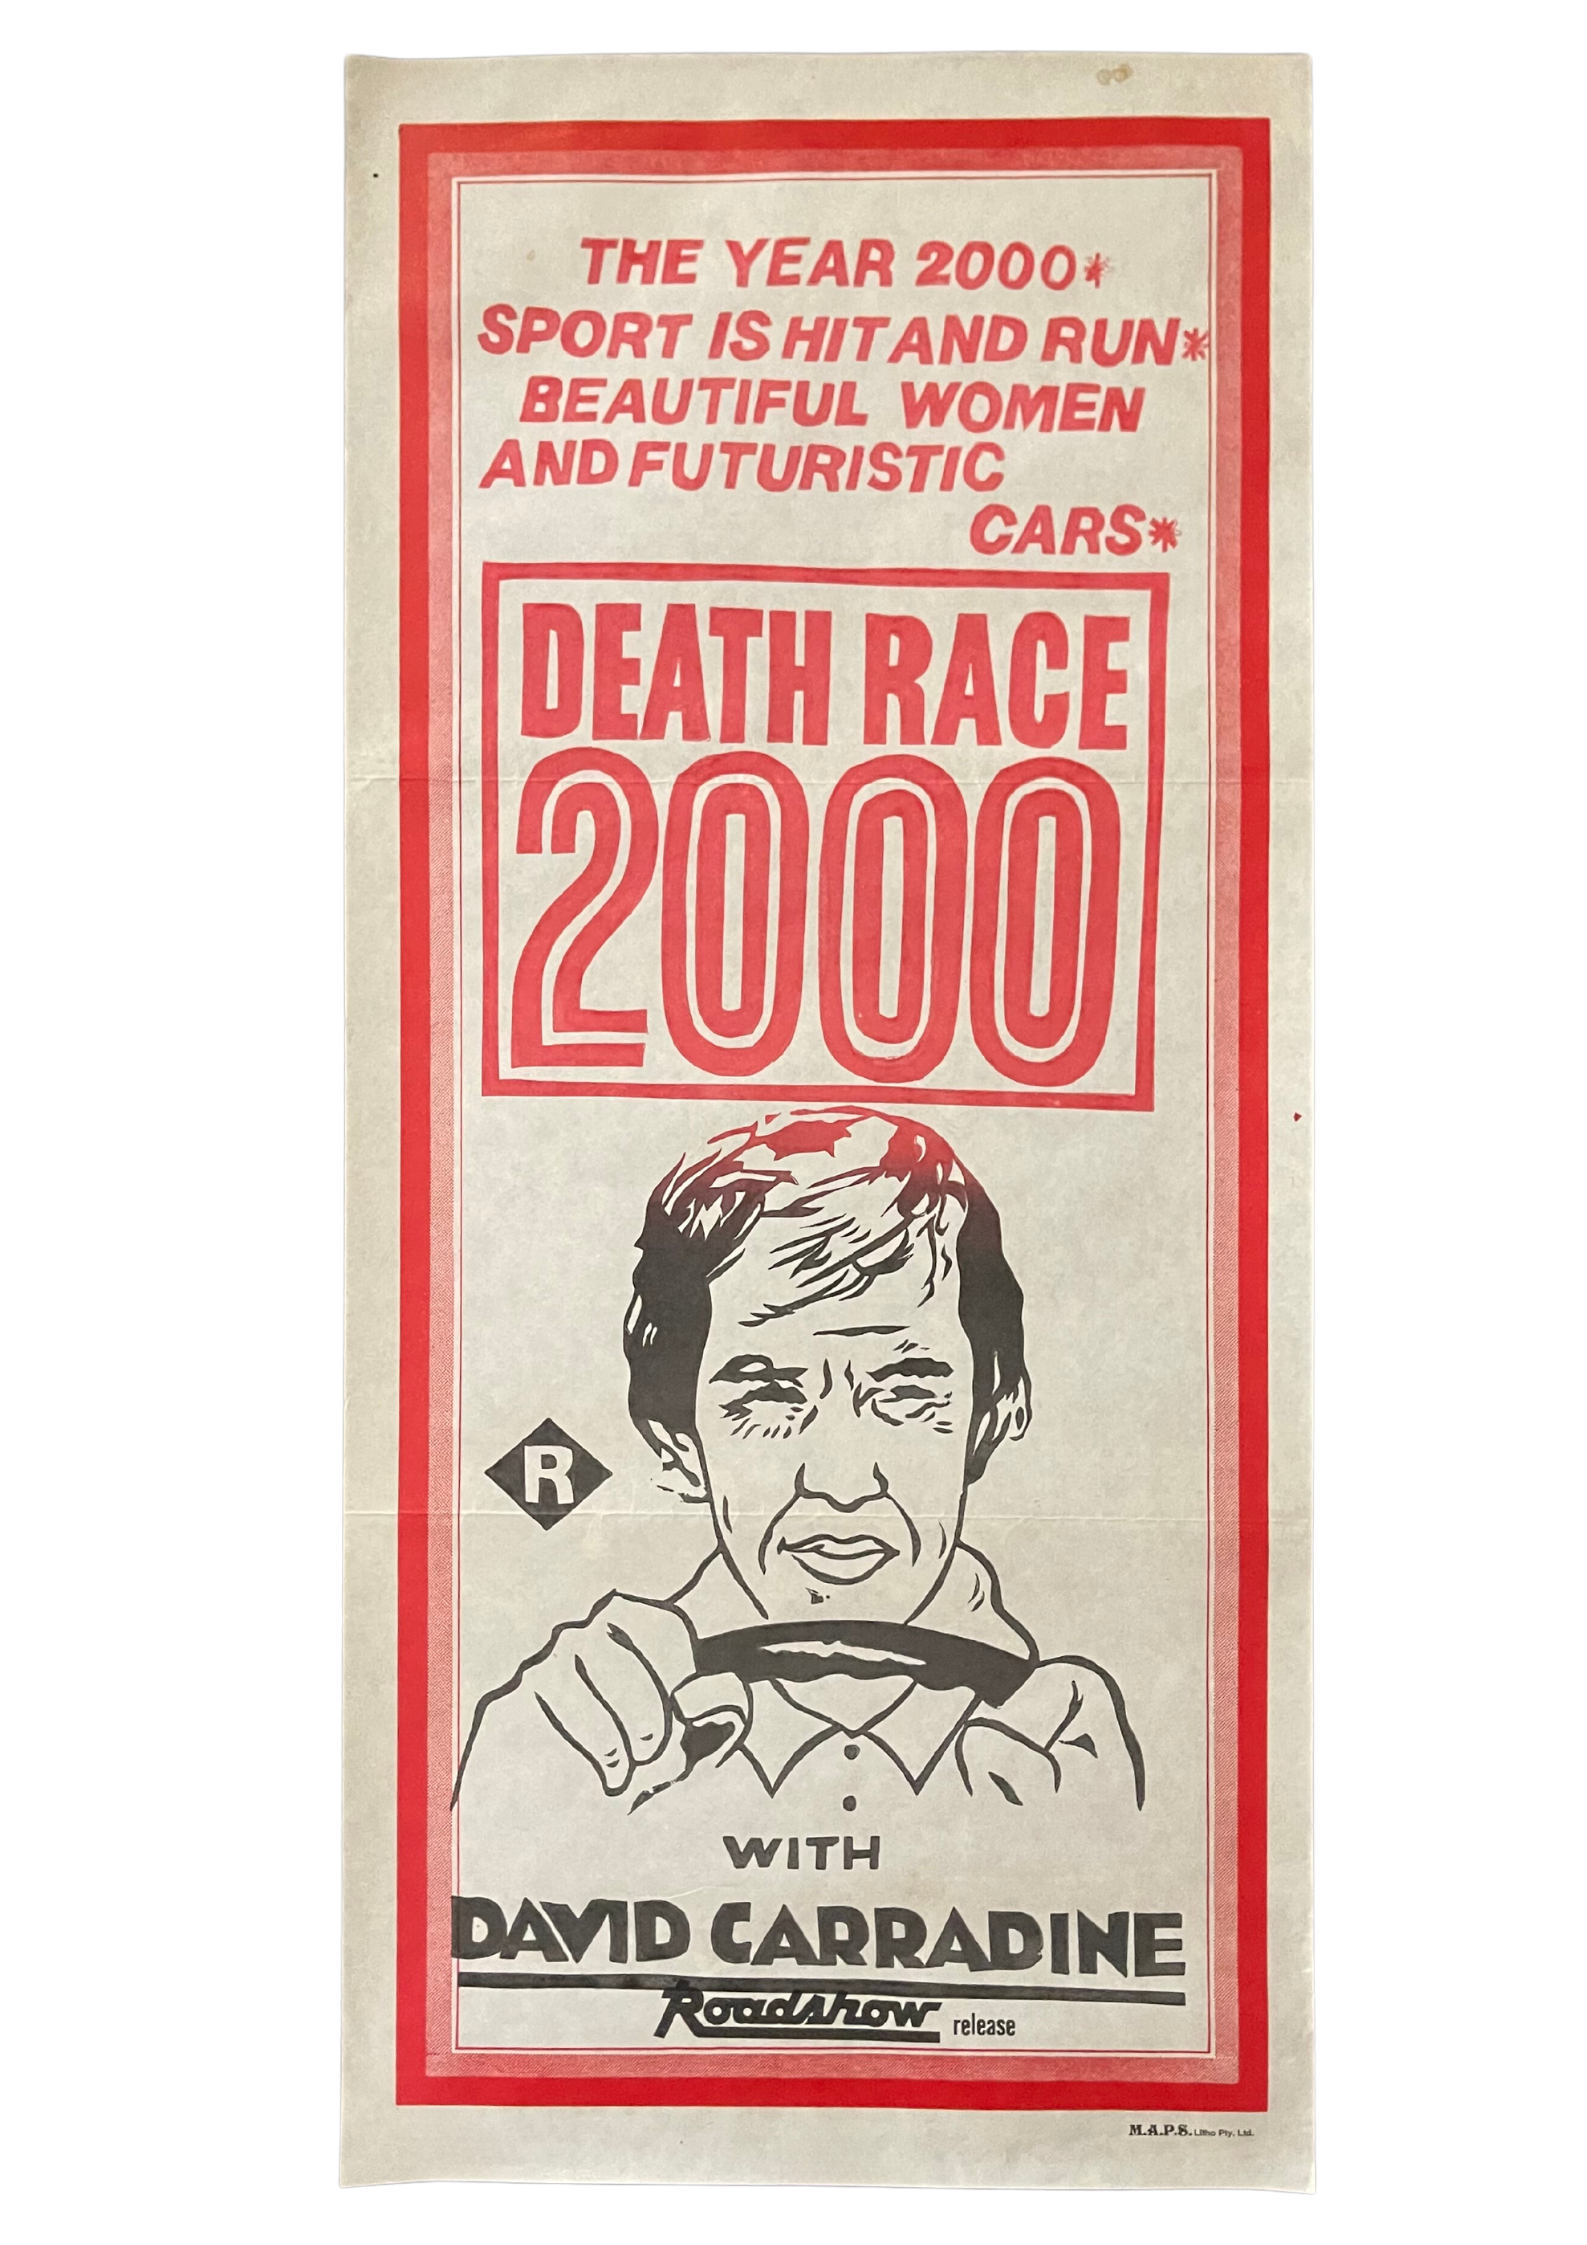 THE YEAR 2000*
SPORT IS HIT AND RUN*
BEAUTIFUL WOMEN
AND FUTURISTIC
CARS*
DEATH RACE
2000
R
WITH
DAVID CARRADINE
Roadshow release
M.A.P.S. Litho Pty. Ltd.